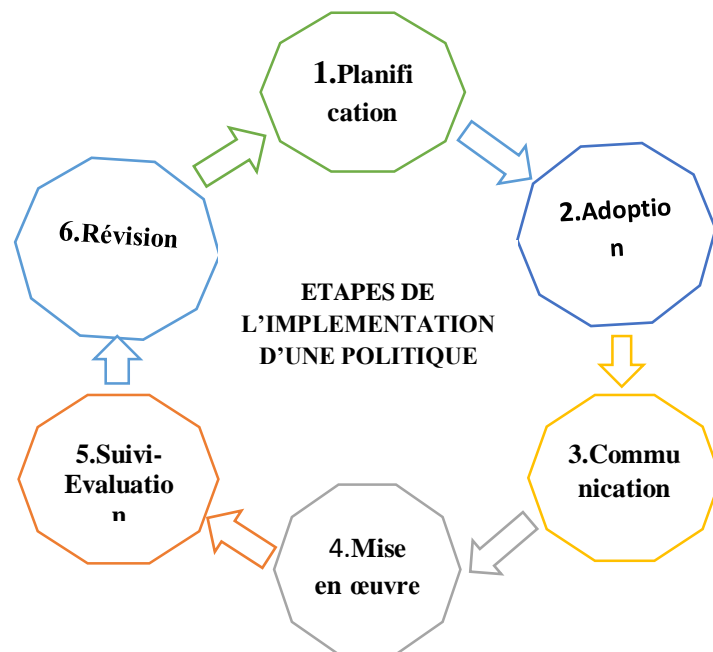 1.Planifi
cation
2.Adoptio
n
3.Commu
nication
4.Mise
en œuvre
5.Suivi-
Evaluatio
n
6.Révision
ETAPES DE
L’IMPLEMENTATION
D’UNE POLITIQUE